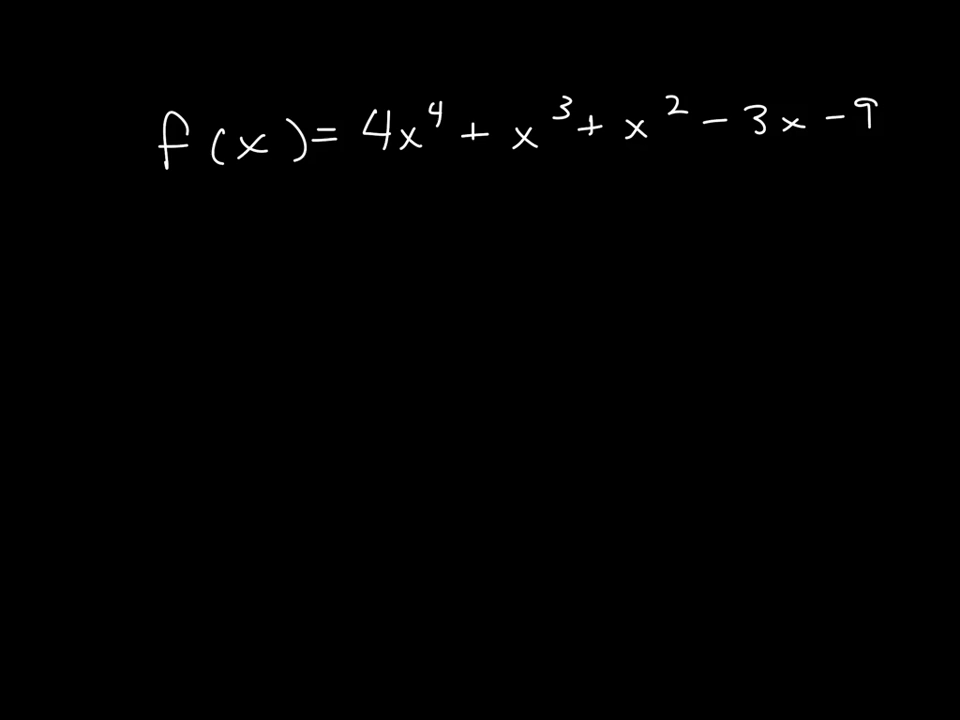 f(x)= 4x⁴ + x³ + x² - 3x - 9